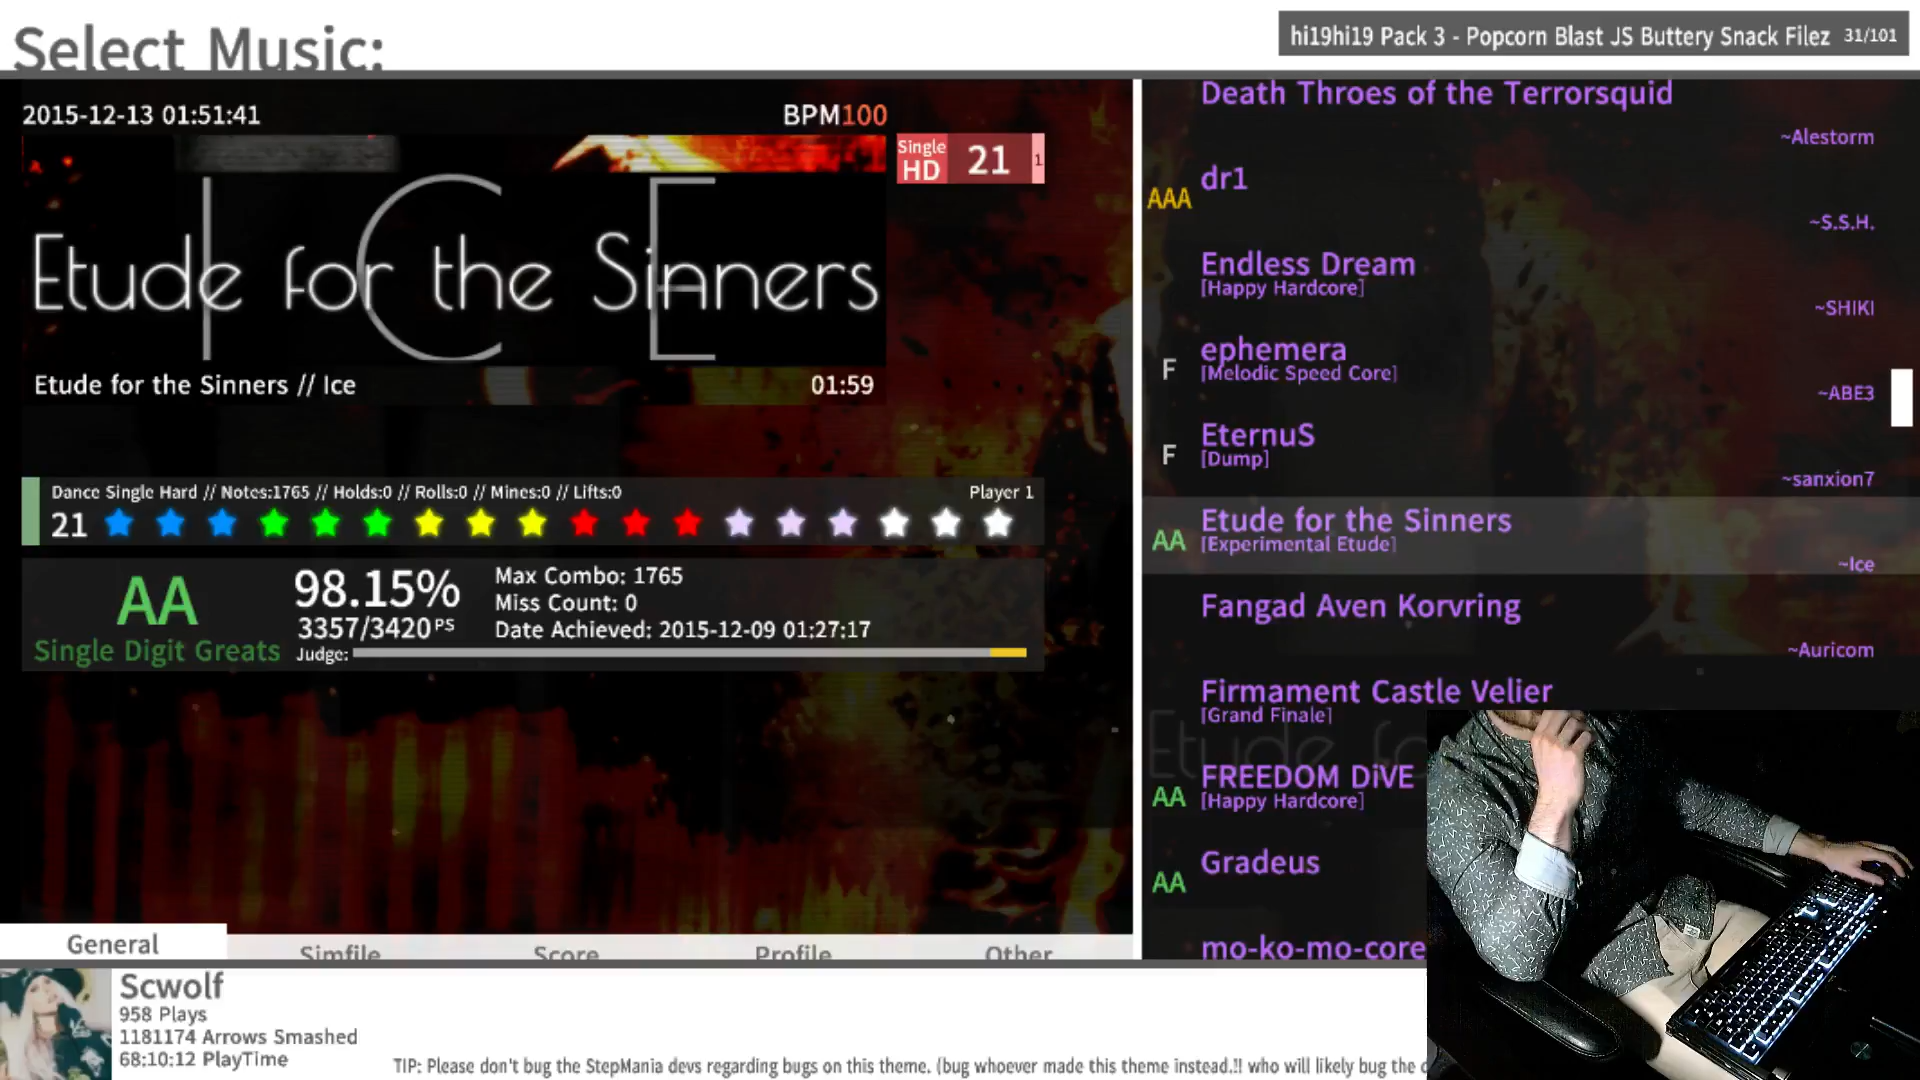 Select Music:
hi19hi19 Pack 3 - Popcorn Blast JS Buttery Snack Filez 31/101
2015-12-13 01:51:41
BPM100
Single
HD
21
1
ICE
Etude for the Sinners
Etude for the Sinners // Ice
01:59
Dance Single Hard // Notes:1765 // Holds:0 // Rolls:0 // Mines:0 // Lifts:0
Player 1
21
AA
Single Digit Greats
98.15%
3357/3420PS
Judge:
Max Combo: 1765
Miss Count: 0
Date Achieved: 2015-12-09 01:27:17
Death Throes of the Terrorsquid
~Alestorm
AAA
dr1
~S.S.H.
Endless Dream
[Happy Hardcore]
~SHIKI
F
ephemera
[Melodic Speed Core]
~ABE3
F
EternuS
[Dump]
~sanxion7
AA
Etude for the Sinners
[Experimental Etude]
~Ice
Fangad Aven Korvring
~Auricom
Firmament Castle Velier
[Grand Finale]
AA
FREEDOM DiVE
[Happy Hardcore]
AA
Gradeus
mo-ko-mo-core
General
Simfile
Score
Profile
Other
Scwolf
958 Plays
1181174 Arrows Smashed
68:10:12 PlayTime
TIP: Please don't bug the StepMania devs regarding bugs on this theme. (bug whoever made this theme instead.!! who will likely bug the